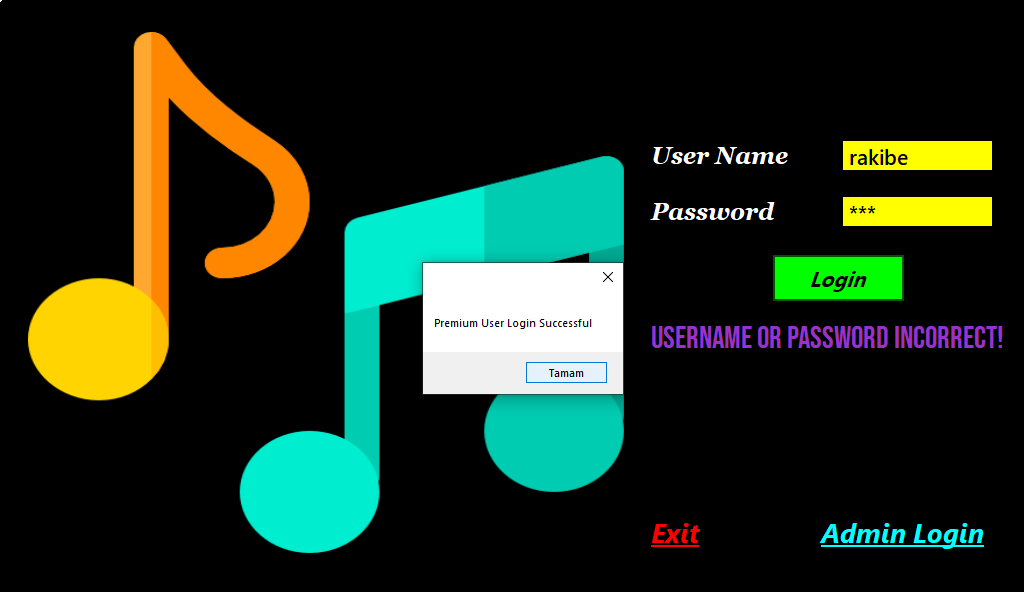 User Name
rakibe
Password
***
Login
USERNAME OR PASSWORD INCORRECT!
Premium User Login Successful
Tamam
Exit
Admin Login